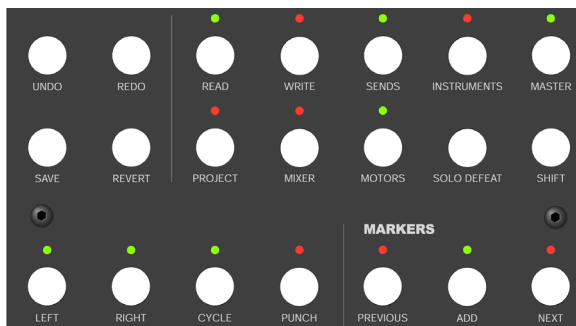 UNDO REDO READ WRITE SENDS INSTRUMENTS MASTER
SAVE REVERT PROJECT MIXER MOTORS SOLO DEFEAT SHIFT
MARKERS
LEFT RIGHT CYCLE PUNCH PREVIOUS ADD NEXT